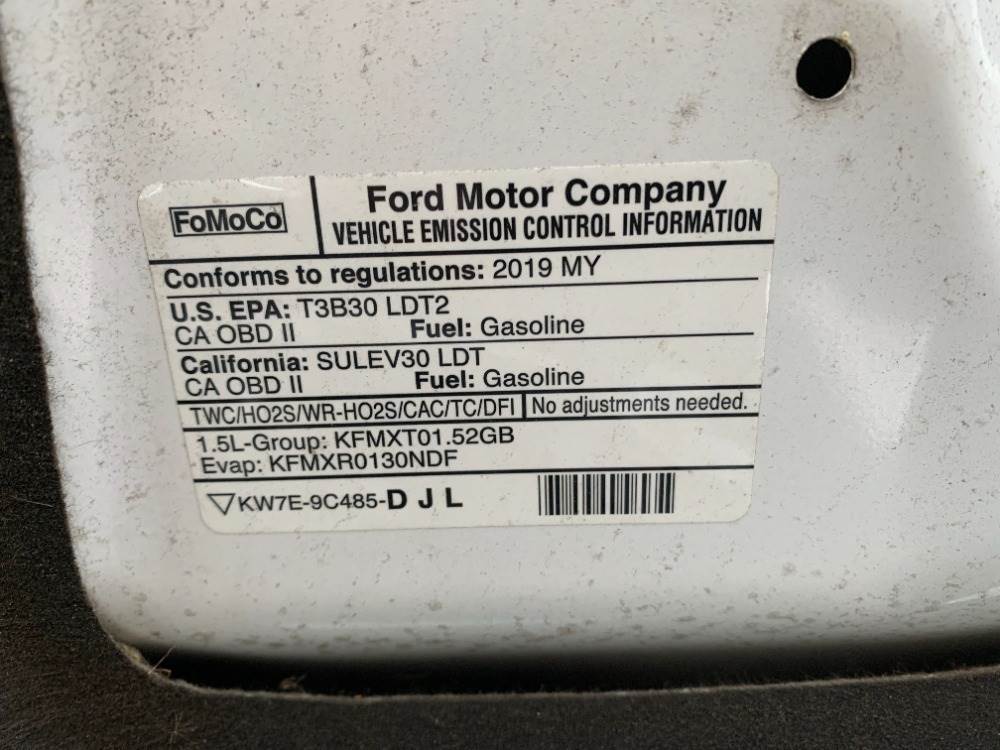 FoMoCo
Ford Motor Company
VEHICLE EMISSION CONTROL INFORMATION
Conforms to regulations: 2019 MY
U.S. EPA: T3B30 LDT2
CA OBD II Fuel: Gasoline
California: SULEV30 LDT
CA OBD II Fuel: Gasoline
TWC/HO2S/WR-HO2S/CAC/TC/DFI No adjustments needed.
1.5L-Group: KFMXT01.52GB
Evap: KFMXR0130NDF
▽KW7E-9C485-D J L